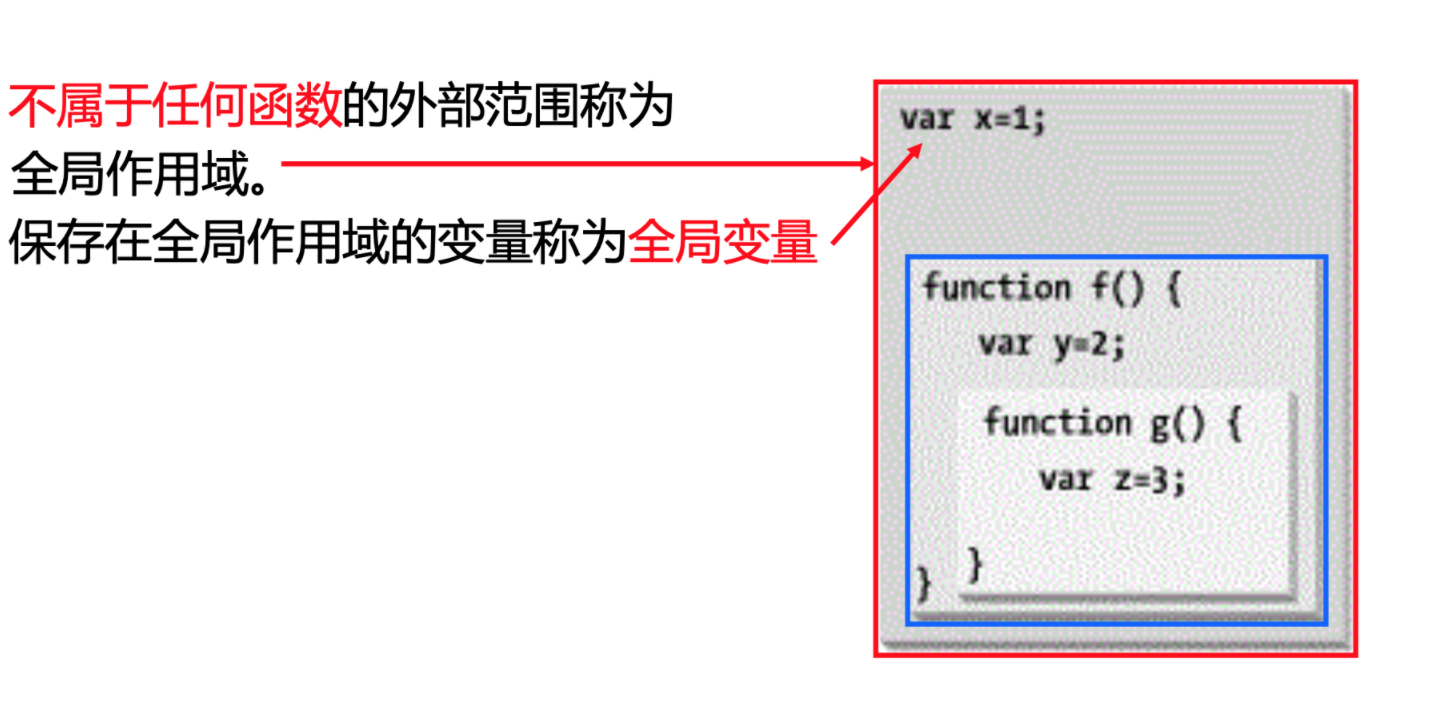 不属于任何函数的外部范围称为
全局作用域。
保存在全局作用域的变量称为全局变量
var x=1;
function f() {
var y=2;
function g() {
var z=3;
}
}